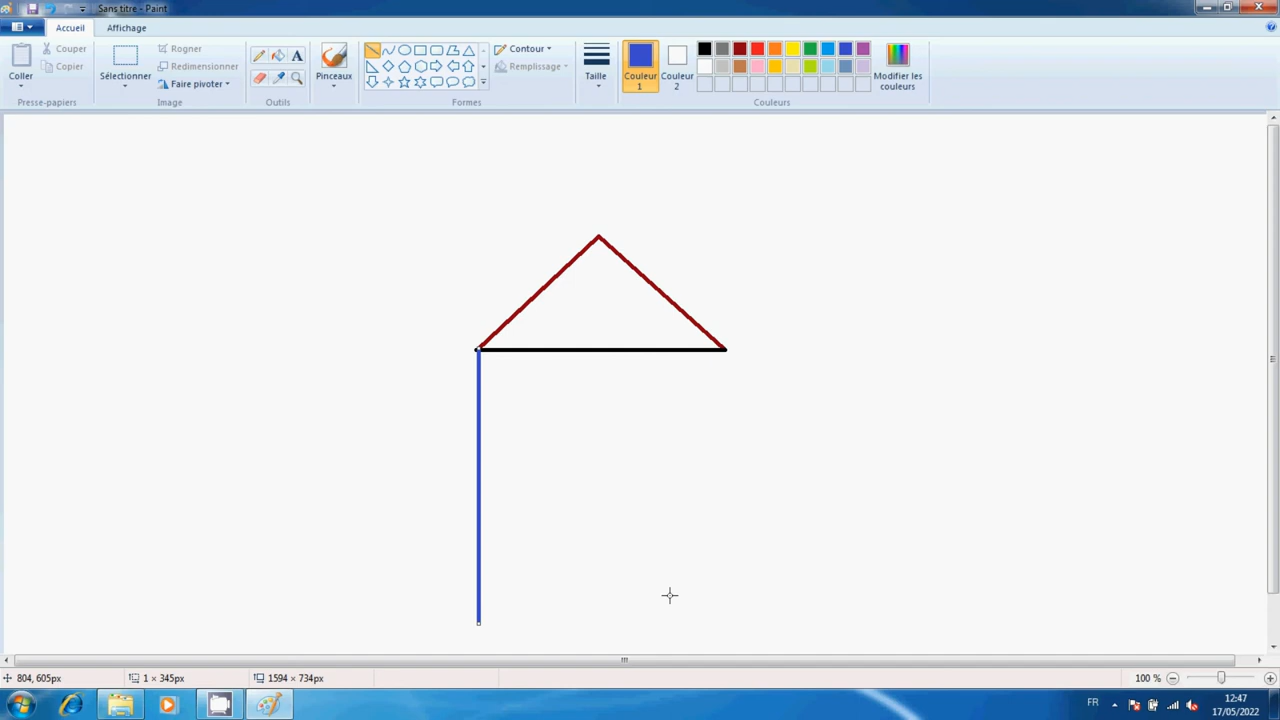 Sans titre - Paint
Accueil
Affichage
Coller
Couper
Copier
Presse-papiers
Sélectionner
Rogner
Redimensionner
Faire pivoter
Image
A
Outils
Pinceaux
Formes
Contour
Remplissage
Taille
Couleur
1
Couleur
2
Modifier les
couleurs
Couleurs
804, 605px
1 × 345px
1594 × 734px
100 %
FR
12:47
17/05/2022